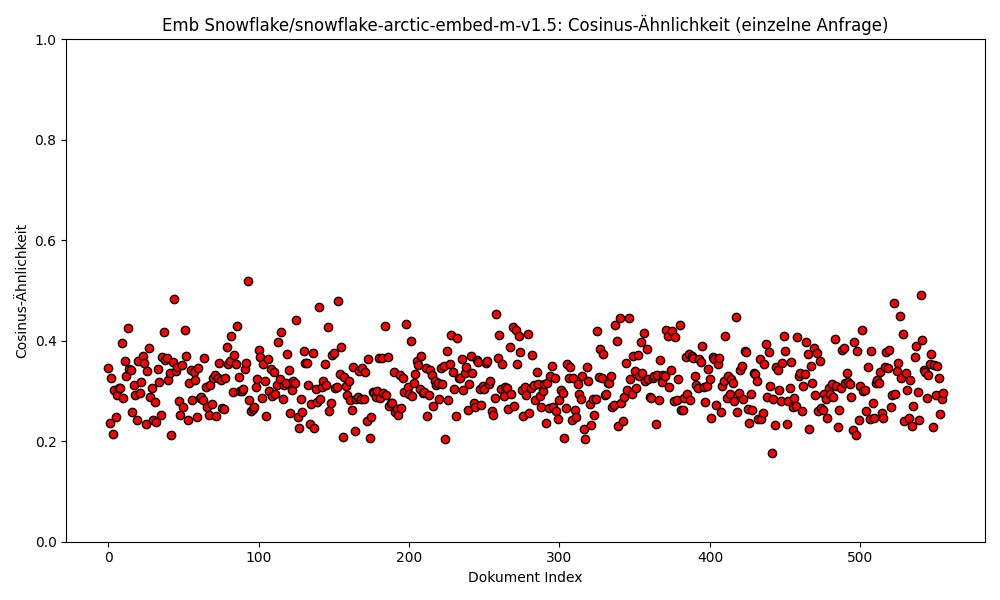 Emb Snowflake/snowflake-arctic-embed-m-v1.5: Cosinus-Ähnlichkeit (einzelne Anfrage)
1.0
0.8
0.6
0.4
0.2
0.0
Cosinus-Ähnlichkeit
0 100 200 300 400 500
Dokument Index